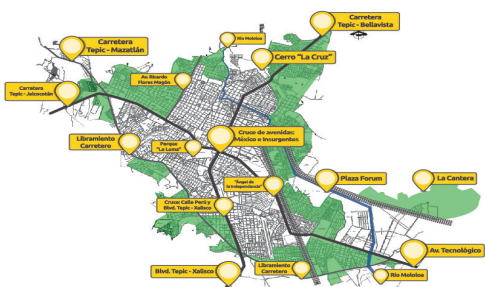 Carretera
Tepic - Bellavista
Río Mololoa
Carretera
Tepic - Mazatlán
Cerro "La Cruz"
Av. Ricardo
Flores Magón
Carretera
Tepic - Jalcocotán
Libramiento
Carretero
Cruce de avenidas:
México e Insurgentes
Parque
"La Loma"
"Ángel de
la Independencia"
Plaza Forum
La Cantera
Cruce: Calle Perú y
Blvd. Tepic - Xalisco
Av. Tecnológico
Blvd. Tepic - Xalisco
Libramiento
Carretero
Río Mololoa